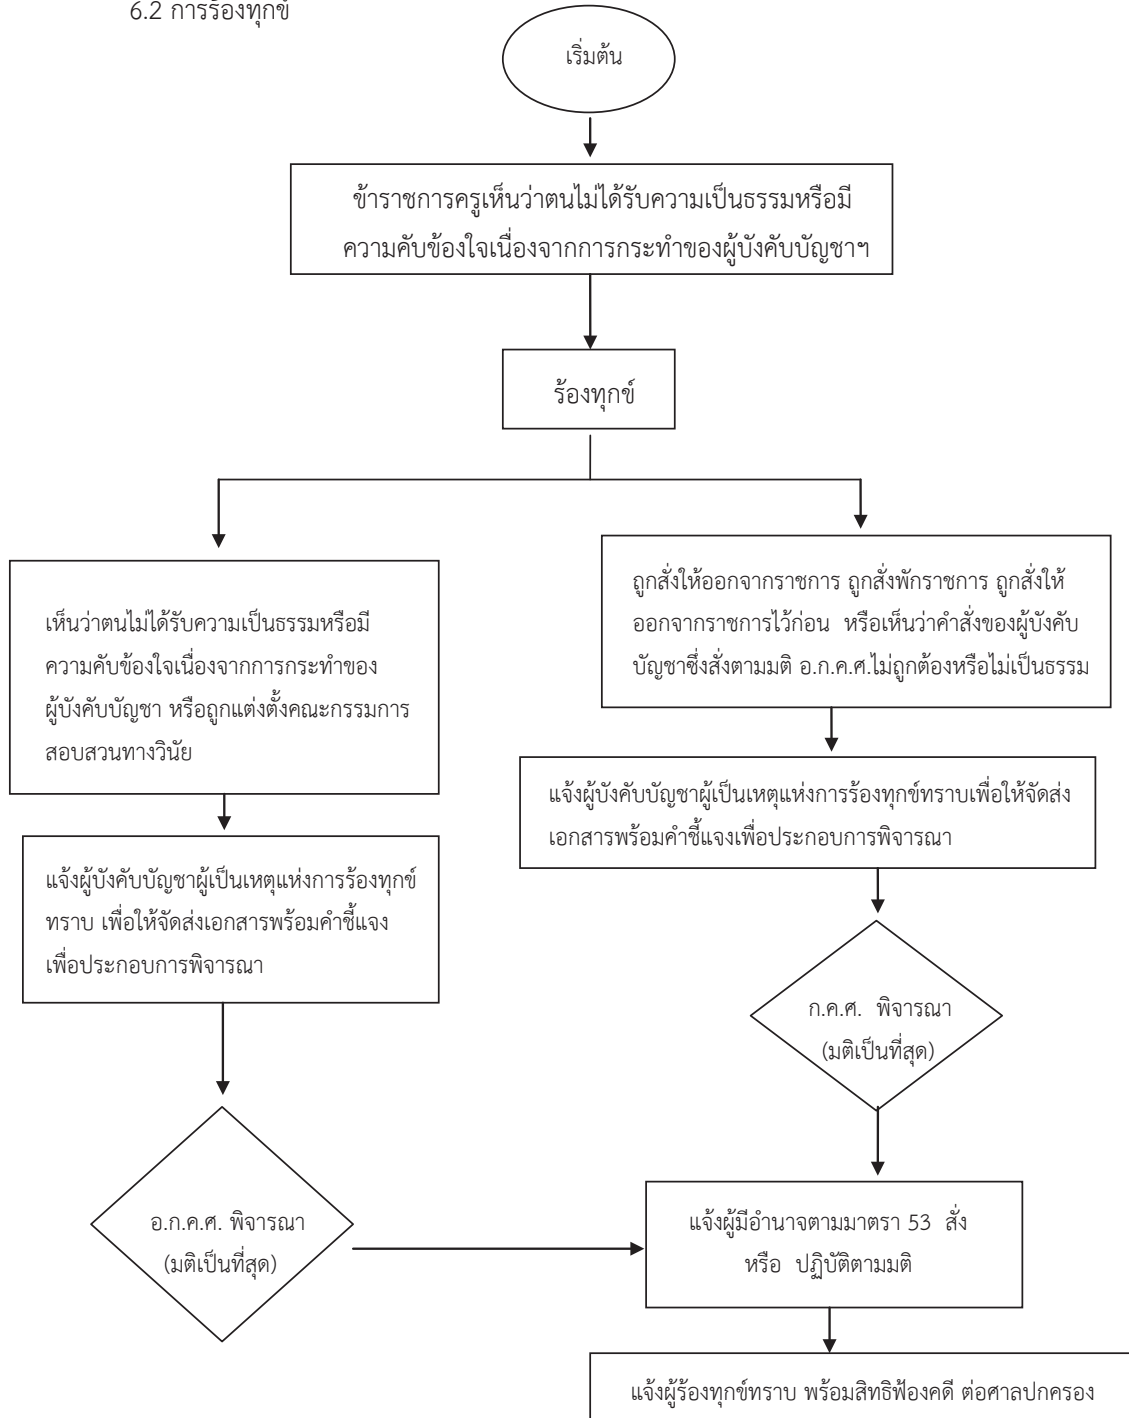 6.2 การร้องทุกข์
เริ่มต้น
ข้าราชการครูเห็นว่าตนไม่ได้รับความเป็นธรรมหรือมี
ความคับข้องใจเนื่องจากการกระทำของผู้บังคับบัญชาฯ
ร้องทุกข์
เห็นว่าตนไม่ได้รับความเป็นธรรมหรือมี
ความคับข้องใจเนื่องจากการกระทำของ
ผู้บังคับบัญชา หรือถูกแต่งตั้งคณะกรรมการ
สอบสวนทางวินัย
ถูกสั่งให้ออกจากราชการ ถูกสั่งพักราชการ ถูกสั่งให้
ออกจากราชการไว้ก่อน หรือเห็นว่าคำสั่งของผู้บังคับ
บัญชาซึ่งสั่งตามมติ อ.ก.ค.ศ.ไม่ถูกต้องหรือไม่เป็นธรรม
แจ้งผู้บังคับบัญชาผู้เป็นเหตุแห่งการร้องทุกข์
ทราบ เพื่อให้จัดส่งเอกสารพร้อมคำชี้แจง
เพื่อประกอบการพิจารณา
แจ้งผู้บังคับบัญชาผู้เป็นเหตุแห่งการร้องทุกข์ทราบเพื่อให้จัดส่ง
เอกสารพร้อมคำชี้แจงเพื่อประกอบการพิจารณา
ก.ค.ศ. พิจารณา
(มติเป็นที่สุด)
อ.ก.ค.ศ. พิจารณา
(มติเป็นที่สุด)
แจ้งผู้มีอำนาจตามมาตรา 53 สั่ง
หรือ ปฏิบัติตามมติ
แจ้งผู้ร้องทุกข์ทราบ พร้อมสิทธิฟ้องคดี ต่อศาลปกครอง